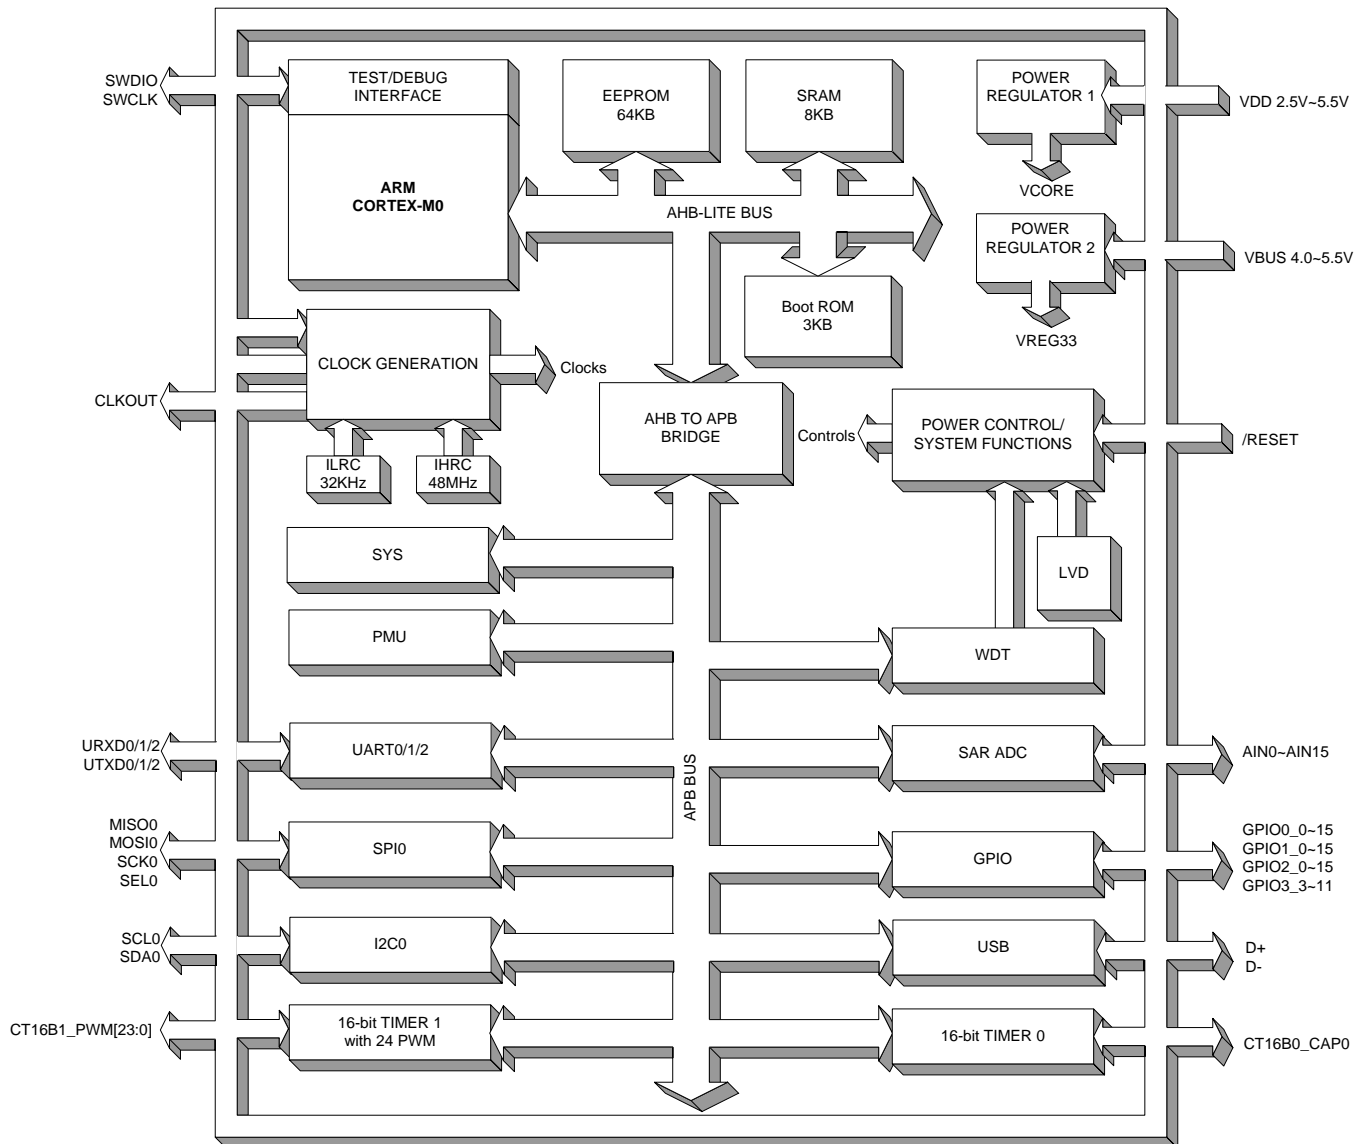 SWDIO
SWCLK
TEST/DEBUG
INTERFACE
ARM
CORTEX-M0
EEPROM
64KB
SRAM
8KB
POWER
REGULATOR 1
VDD 2.5V~5.5V
VCORE
AHB-LITE BUS
POWER
REGULATOR 2
VBUS 4.0~5.5V
VREG33
Boot ROM
3KB
CLOCK GENERATION
Clocks
CLKOUT
ILRC
32KHz
IHRC
48MHz
AHB TO APB
BRIDGE
Controls
POWER CONTROL/
SYSTEM FUNCTIONS
/RESET
SYS
LVD
PMU
WDT
URXD0/1/2
UTXD0/1/2
UART0/1/2
APB BUS
SAR ADC
AIN0~AIN15
MISO0
MOSI0
SCK0
SEL0
SPI0
GPIO
GPIO0_0~15
GPIO1_0~15
GPIO2_0~15
GPIO3_3~11
SCL0
SDA0
I2C0
USB
D+
D-
CT16B1_PWM[23:0]
16-bit TIMER 1
with 24 PWM
16-bit TIMER 0
CT16B0_CAP0